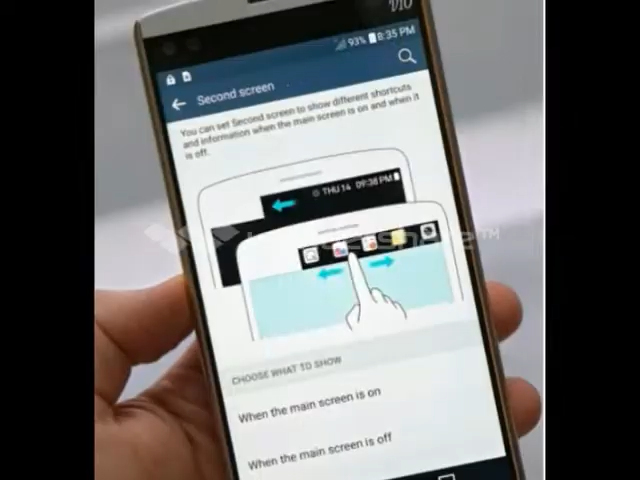 V10
93% 8:35 PM
Second screen
You can set Second screen to show different shortcuts
and information when the main screen is on and when it
is off.
THU 14 09:38 PM
CHOOSE WHAT TO SHOW
When the main screen is on
When the main screen is off